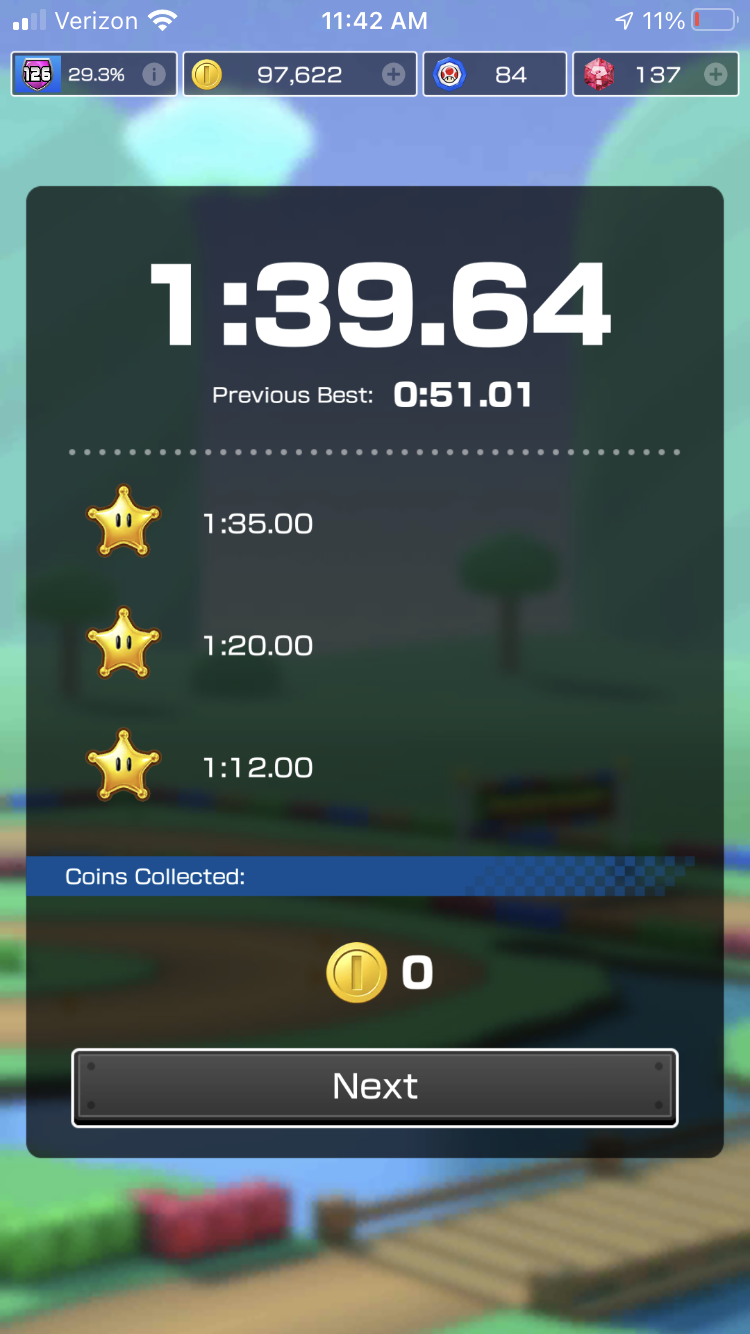 Verizon 11:42 AM 11%
126 29.3% i 97,622 + 84 ? 137 +
1:39.64
Previous Best: 0:51.01
1:35.00
1:20.00
1:12.00
Coins Collected:
0
Next